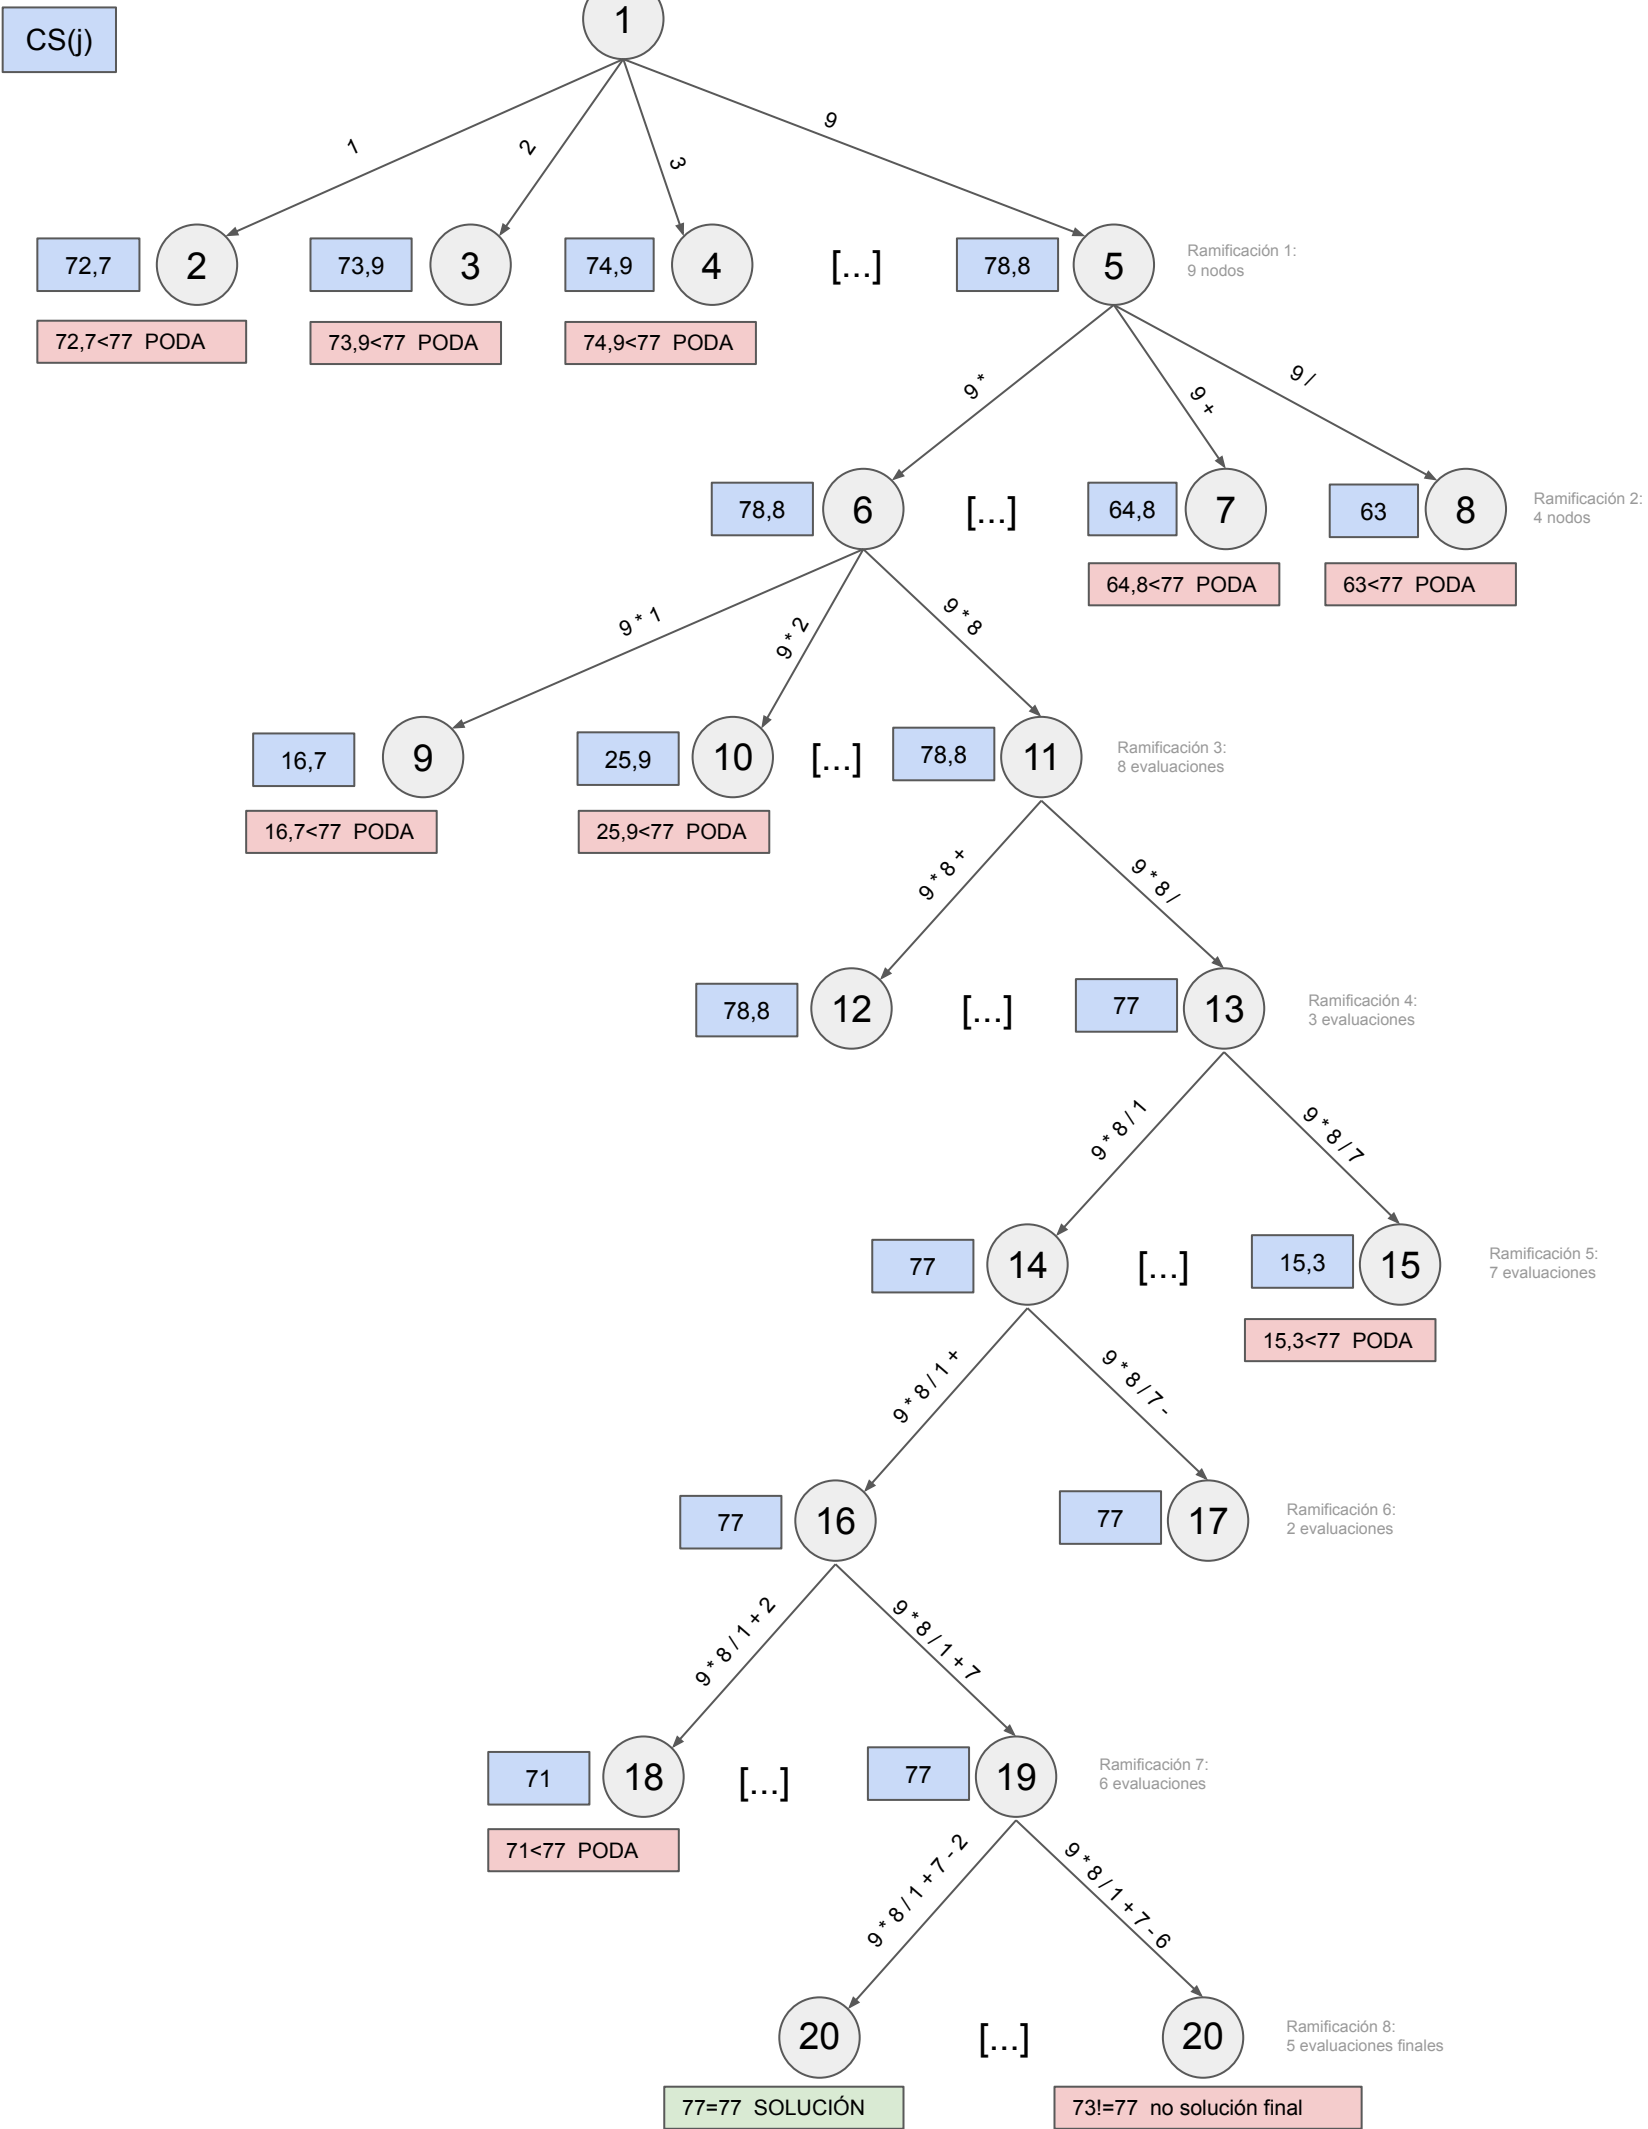 1
CS(j)
1
2
3
9
72,7
2
73,9
3
74,9
4
[...]
78,8
5
Ramificación 1:
9 nodos
72,7<77 PODA
73,9<77 PODA
74,9<77 PODA
9 *
9 +
9 /
78,8
6
[...]
64,8
7
63
8
Ramificación 2:
4 nodos
64,8<77 PODA
63<77 PODA
9 * 1
9 * 2
9 * 8
16,7
9
25,9
10
[...]
78,8
11
Ramificación 3:
8 evaluaciones
16,7<77 PODA
25,9<77 PODA
9 * 8 +
9 * 8 /
78,8
12
[...]
77
13
Ramificación 4:
3 evaluaciones
9 * 8 / 1
9 * 8 / 7
77
14
[...]
15,3
15
Ramificación 5:
7 evaluaciones
15,3<77 PODA
9 * 8 / 1 +
9 * 8 / 7 -
77
16
77
17
Ramificación 6:
2 evaluaciones
9 * 8 / 1 + 2
9 * 8 / 1 + 7
71
18
[...]
77
19
Ramificación 7:
6 evaluaciones
71<77 PODA
9 * 8 / 1 + 7 - 2
9 * 8 / 1 + 7 - 6
20
[...]
20
Ramificación 8:
5 evaluaciones finales
77=77 SOLUCIÓN
73!=77 no solución final